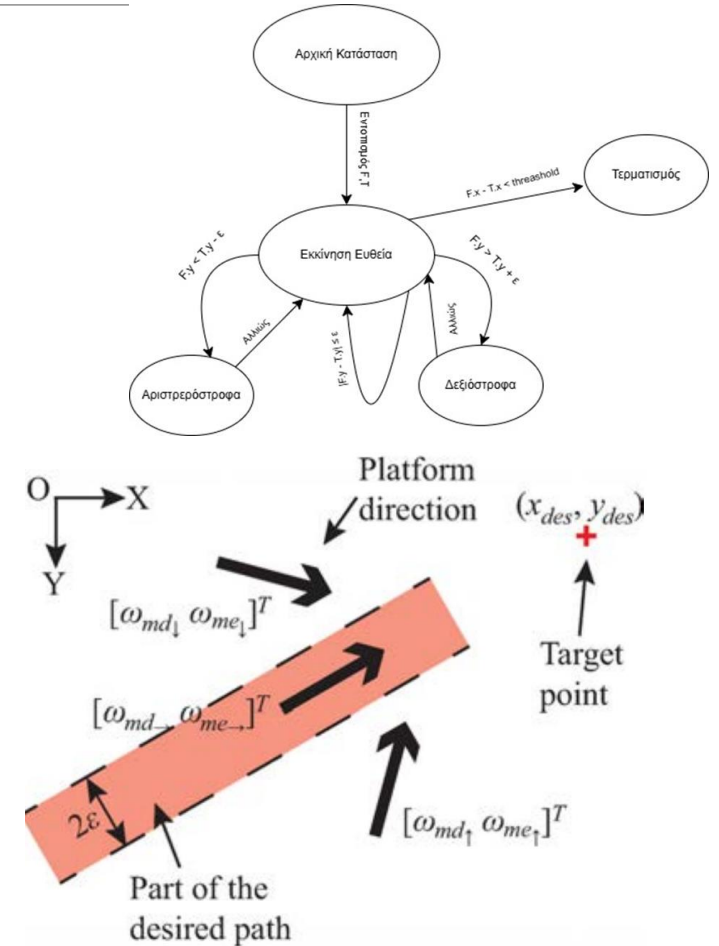 Αρχική Κατάσταση
Εντοπισμός F,T
F.x - T.x < threashold
Τερματισμός
Εκκίνηση Ευθεία
F.y < T.y - ε
F.y > T.y + ε
Αλλιώς
|F.y - T.y| ≤ ε
Αλλιώς
Αριστρερόστροφα
Δεξιόστροφα
O
X
Y
Platform
direction
(x_des, y_des)
[ω_md↓ ω_me↓]^T
Target
point
[ω_md→ ω_me→]^T
2ε
[ω_md↑ ω_me↑]^T
Part of the
desired path